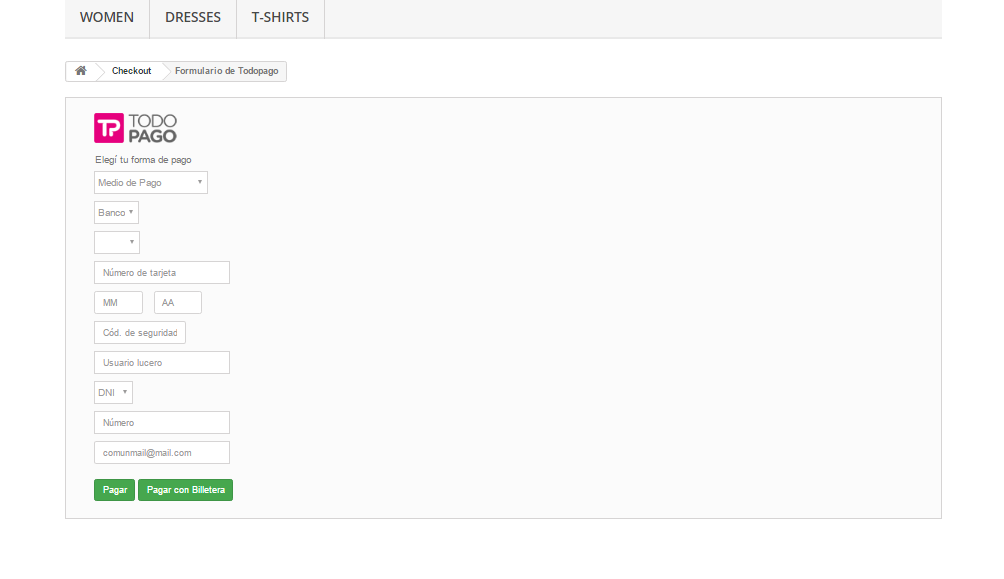 WOMEN DRESSES T-SHIRTS
Checkout Formulario de Todopago
TP TODO
PAGO
Elegí tu forma de pago
Medio de Pago
Banco
Número de tarjeta
MM AA
Cód. de seguridad
Usuario lucero
DNI
Número
comunmail@mail.com
Pagar Pagar con Billetera